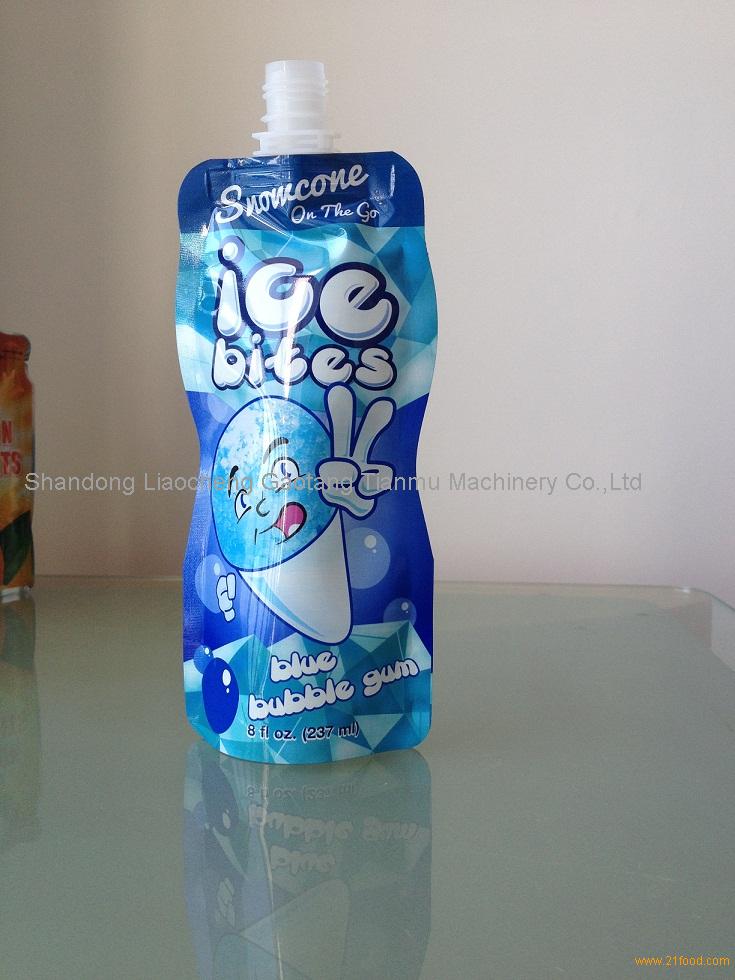 Snowcone
On The Go
ice
bites
N
TS
Shandong Liaocheng Gaotang Tianmu Machinery Co.,Ltd
blue
bubble gum
8 fl oz. (237 ml)
www.21food.com